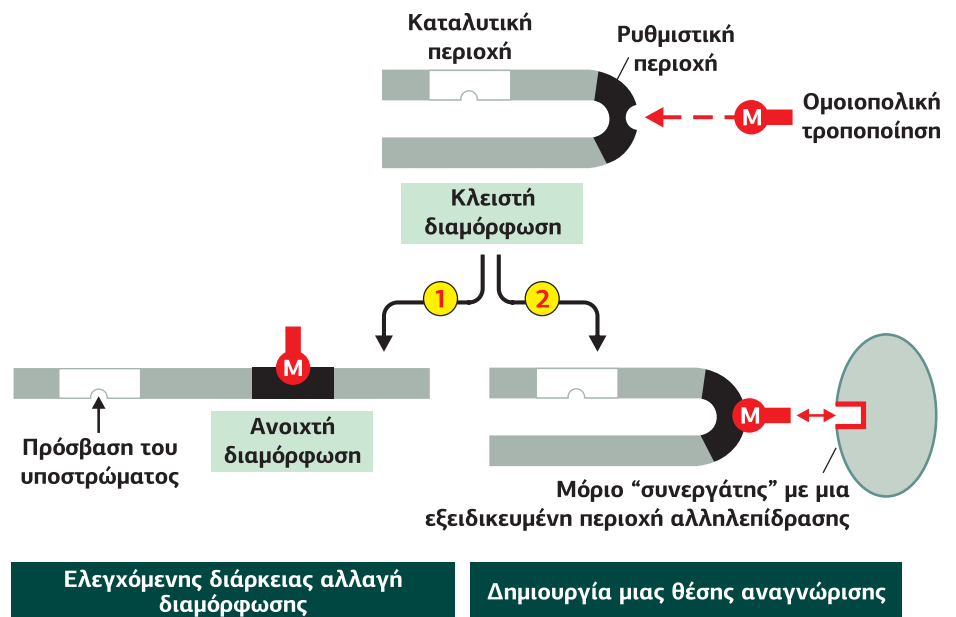 Καταλυτική
περιοχή
Ρυθμιστική
περιοχή
M
Ομοιοπολική
τροποποίηση
Κλειστή
διαμόρφωση
1
2
M
Πρόσβαση του
υποστρώματος
Ανοιχτή
διαμόρφωση
M
Μόριο “συνεργάτης” με μια
εξειδικευμένη περιοχή αλληλεπίδρασης
Ελεγχόμενης διάρκειας αλλαγή
διαμόρφωσης
Δημιουργία μιας θέσης αναγνώρισης